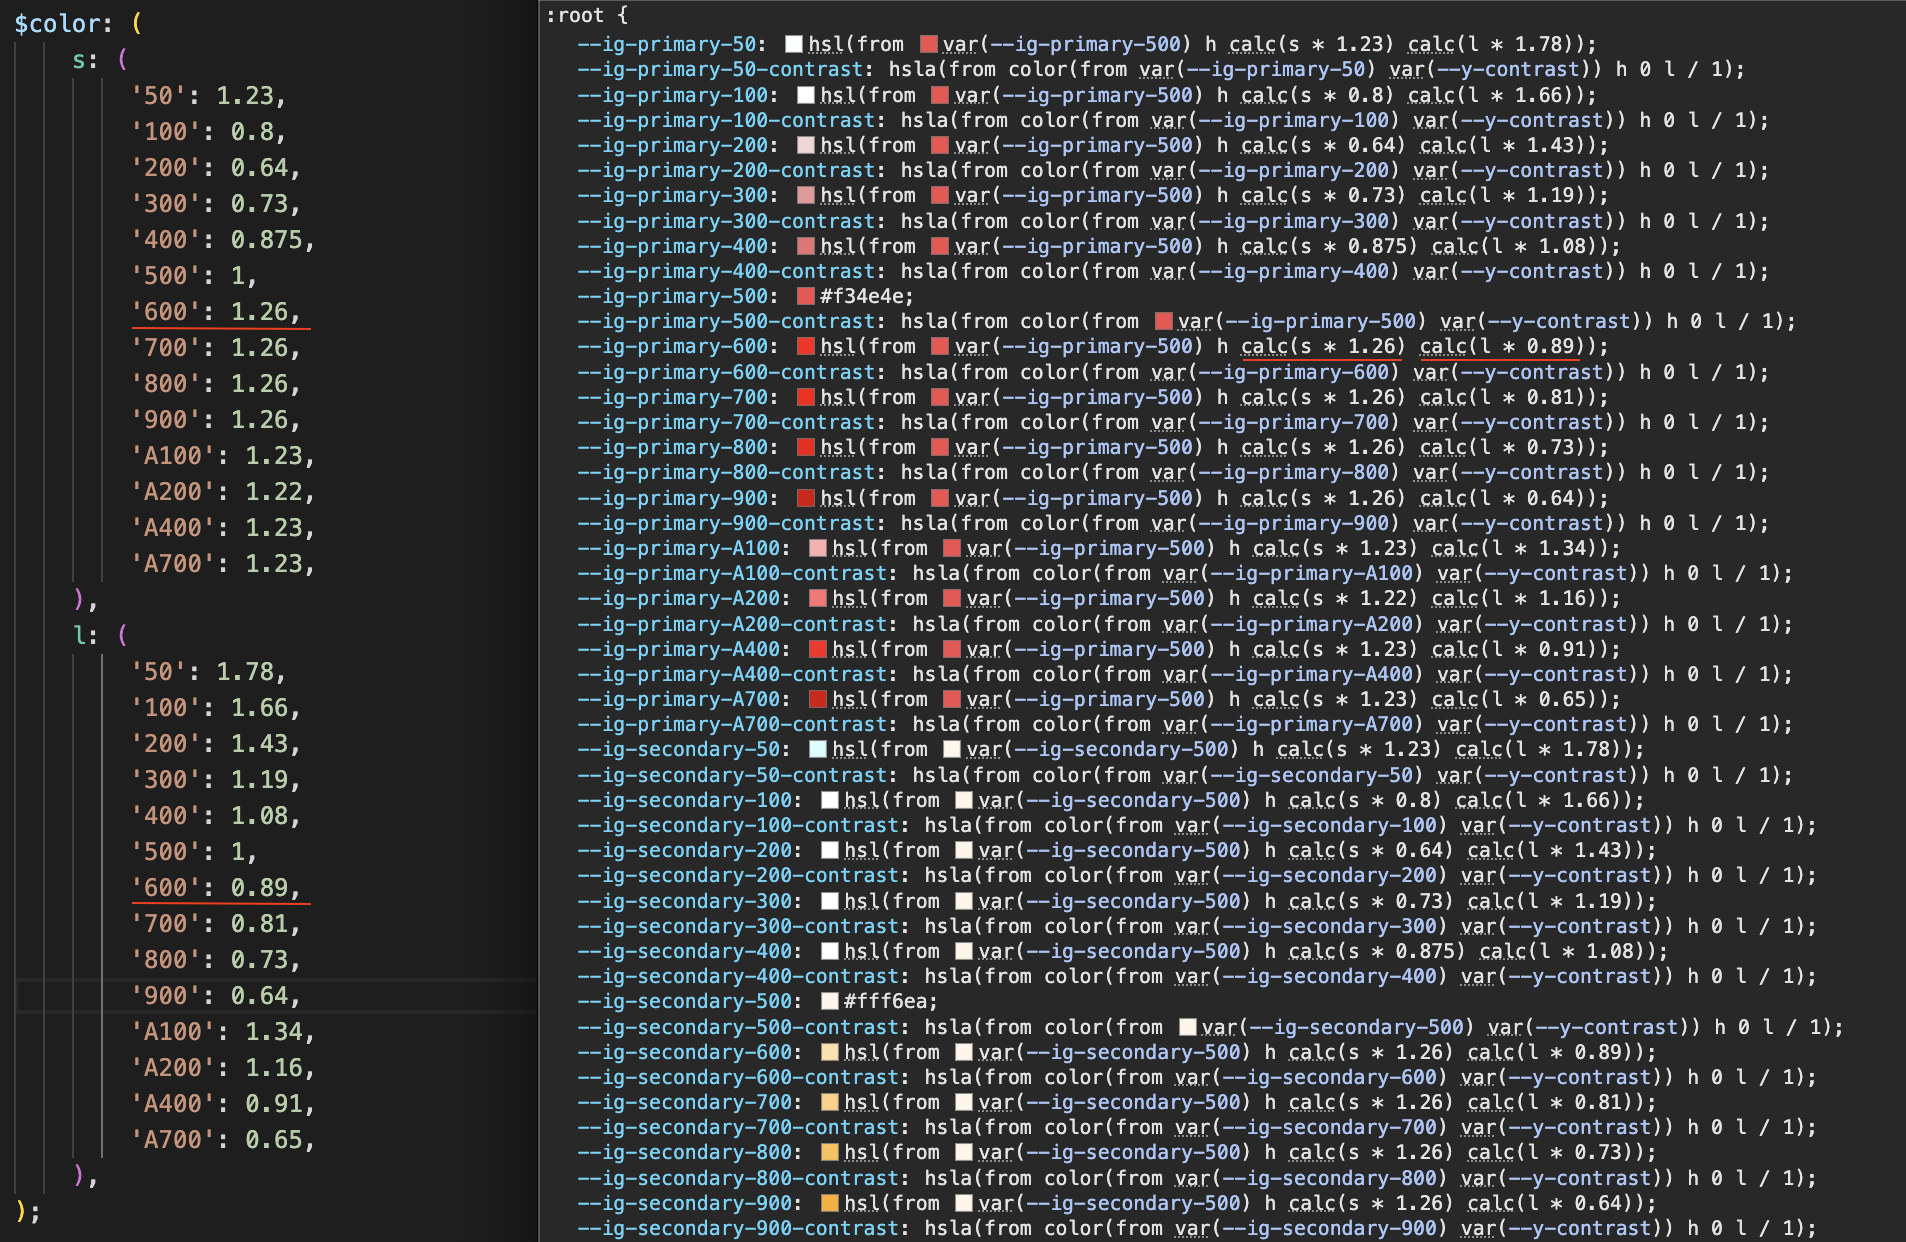 $color: (
s: (
'50': 1.23,
'100': 0.8,
'200': 0.64,
'300': 0.73,
'400': 0.875,
'500': 1,
'600': 1.26,
'700': 1.26,
'800': 1.26,
'900': 1.26,
'A100': 1.23,
'A200': 1.22,
'A400': 1.23,
'A700': 1.23,
),
l: (
'50': 1.78,
'100': 1.66,
'200': 1.43,
'300': 1.19,
'400': 1.08,
'500': 1,
'600': 0.89,
'700': 0.81,
'800': 0.73,
'900': 0.64,
'A100': 1.34,
'A200': 1.16,
'A400': 0.91,
'A700': 0.65,
),
);
:root {
--ig-primary-50: hsl(from var(--ig-primary-500) h calc(s * 1.23) calc(l * 1.78));
--ig-primary-50-contrast: hsla(from color(from var(--ig-primary-50) var(--y-contrast)) h 0 l / 1);
--ig-primary-100: hsl(from var(--ig-primary-500) h calc(s * 0.8) calc(l * 1.66));
--ig-primary-100-contrast: hsla(from color(from var(--ig-primary-100) var(--y-contrast)) h 0 l / 1);
--ig-primary-200: hsl(from var(--ig-primary-500) h calc(s * 0.64) calc(l * 1.43));
--ig-primary-200-contrast: hsla(from color(from var(--ig-primary-200) var(--y-contrast)) h 0 l / 1);
--ig-primary-300: hsl(from var(--ig-primary-500) h calc(s * 0.73) calc(l * 1.19));
--ig-primary-300-contrast: hsla(from color(from var(--ig-primary-300) var(--y-contrast)) h 0 l / 1);
--ig-primary-400: hsl(from var(--ig-primary-500) h calc(s * 0.875) calc(l * 1.08));
--ig-primary-400-contrast: hsla(from color(from var(--ig-primary-400) var(--y-contrast)) h 0 l / 1);
--ig-primary-500: #f34e4e;
--ig-primary-500-contrast: hsla(from color(from var(--ig-primary-500) var(--y-contrast)) h 0 l / 1);
--ig-primary-600: hsl(from var(--ig-primary-500) h calc(s * 1.26) calc(l * 0.89));
--ig-primary-600-contrast: hsla(from color(from var(--ig-primary-600) var(--y-contrast)) h 0 l / 1);
--ig-primary-700: hsl(from var(--ig-primary-500) h calc(s * 1.26) calc(l * 0.81));
--ig-primary-700-contrast: hsla(from color(from var(--ig-primary-700) var(--y-contrast)) h 0 l / 1);
--ig-primary-800: hsl(from var(--ig-primary-500) h calc(s * 1.26) calc(l * 0.73));
--ig-primary-800-contrast: hsla(from color(from var(--ig-primary-800) var(--y-contrast)) h 0 l / 1);
--ig-primary-900: hsl(from var(--ig-primary-500) h calc(s * 1.26) calc(l * 0.64));
--ig-primary-900-contrast: hsla(from color(from var(--ig-primary-900) var(--y-contrast)) h 0 l / 1);
--ig-primary-A100: hsl(from var(--ig-primary-500) h calc(s * 1.23) calc(l * 1.34));
--ig-primary-A100-contrast: hsla(from color(from var(--ig-primary-A100) var(--y-contrast)) h 0 l / 1);
--ig-primary-A200: hsl(from var(--ig-primary-500) h calc(s * 1.22) calc(l * 1.16));
--ig-primary-A200-contrast: hsla(from color(from var(--ig-primary-A200) var(--y-contrast)) h 0 l / 1);
--ig-primary-A400: hsl(from var(--ig-primary-500) h calc(s * 1.23) calc(l * 0.91));
--ig-primary-A400-contrast: hsla(from color(from var(--ig-primary-A400) var(--y-contrast)) h 0 l / 1);
--ig-primary-A700: hsl(from var(--ig-primary-500) h calc(s * 1.23) calc(l * 0.65));
--ig-primary-A700-contrast: hsla(from color(from var(--ig-primary-A700) var(--y-contrast)) h 0 l / 1);
--ig-secondary-50: hsl(from var(--ig-secondary-500) h calc(s * 1.23) calc(l * 1.78));
--ig-secondary-50-contrast: hsla(from color(from var(--ig-secondary-50) var(--y-contrast)) h 0 l / 1);
--ig-secondary-100: hsl(from var(--ig-secondary-500) h calc(s * 0.8) calc(l * 1.66));
--ig-secondary-100-contrast: hsla(from color(from var(--ig-secondary-100) var(--y-contrast)) h 0 l / 1);
--ig-secondary-200: hsl(from var(--ig-secondary-500) h calc(s * 0.64) calc(l * 1.43));
--ig-secondary-200-contrast: hsla(from color(from var(--ig-secondary-200) var(--y-contrast)) h 0 l / 1);
--ig-secondary-300: hsl(from var(--ig-secondary-500) h calc(s * 0.73) calc(l * 1.19));
--ig-secondary-300-contrast: hsla(from color(from var(--ig-secondary-300) var(--y-contrast)) h 0 l / 1);
--ig-secondary-400: hsl(from var(--ig-secondary-500) h calc(s * 0.875) calc(l * 1.08));
--ig-secondary-400-contrast: hsla(from color(from var(--ig-secondary-400) var(--y-contrast)) h 0 l / 1);
--ig-secondary-500: #fff6ea;
--ig-secondary-500-contrast: hsla(from color(from var(--ig-secondary-500) var(--y-contrast)) h 0 l / 1);
--ig-secondary-600: hsl(from var(--ig-secondary-500) h calc(s * 1.26) calc(l * 0.89));
--ig-secondary-600-contrast: hsla(from color(from var(--ig-secondary-600) var(--y-contrast)) h 0 l / 1);
--ig-secondary-700: hsl(from var(--ig-secondary-500) h calc(s * 1.26) calc(l * 0.81));
--ig-secondary-700-contrast: hsla(from color(from var(--ig-secondary-700) var(--y-contrast)) h 0 l / 1);
--ig-secondary-800: hsl(from var(--ig-secondary-500) h calc(s * 1.26) calc(l * 0.73));
--ig-secondary-800-contrast: hsla(from color(from var(--ig-secondary-800) var(--y-contrast)) h 0 l / 1);
--ig-secondary-900: hsl(from var(--ig-secondary-500) h calc(s * 1.26) calc(l * 0.64));
--ig-secondary-900-contrast: hsla(from color(from var(--ig-secondary-900) var(--y-contrast)) h 0 l / 1);